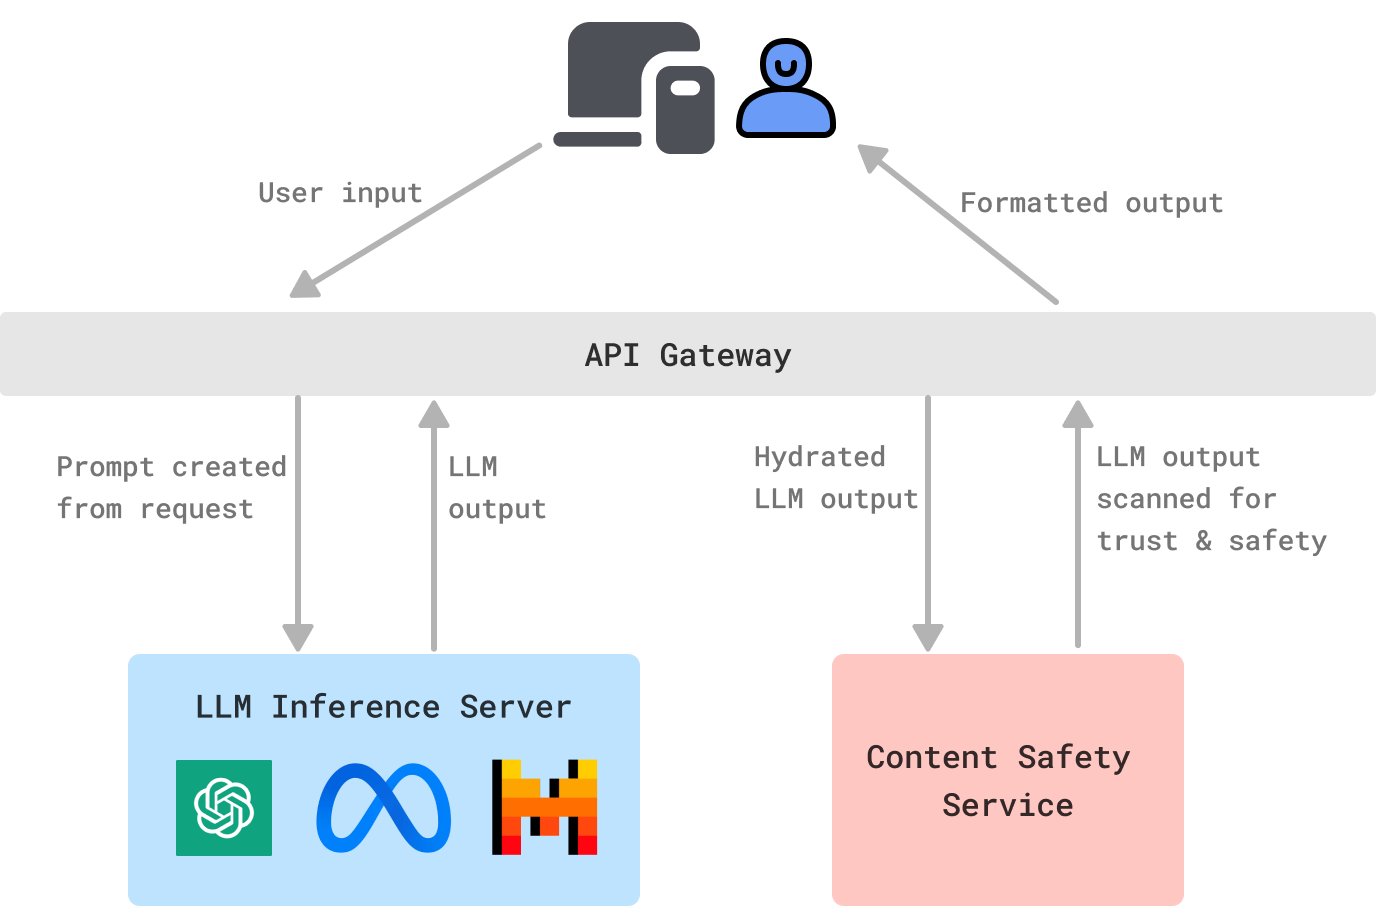 User input
Formatted output
API Gateway
Prompt created
from request
LLM
output
Hydrated
LLM output
LLM output
scanned for
trust & safety
LLM Inference Server
Content Safety
Service